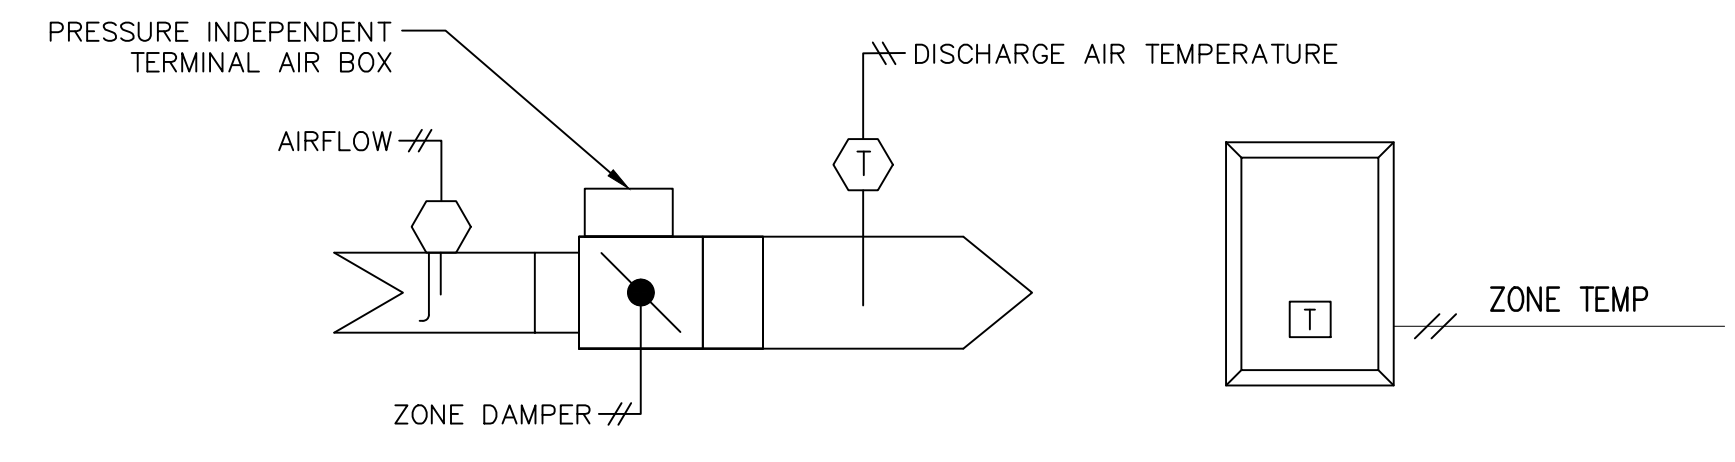 PRESSURE INDEPENDENT
TERMINAL AIR BOX
DISCHARGE AIR TEMPERATURE
AIRFLOW
T
ZONE TEMP
T
ZONE DAMPER